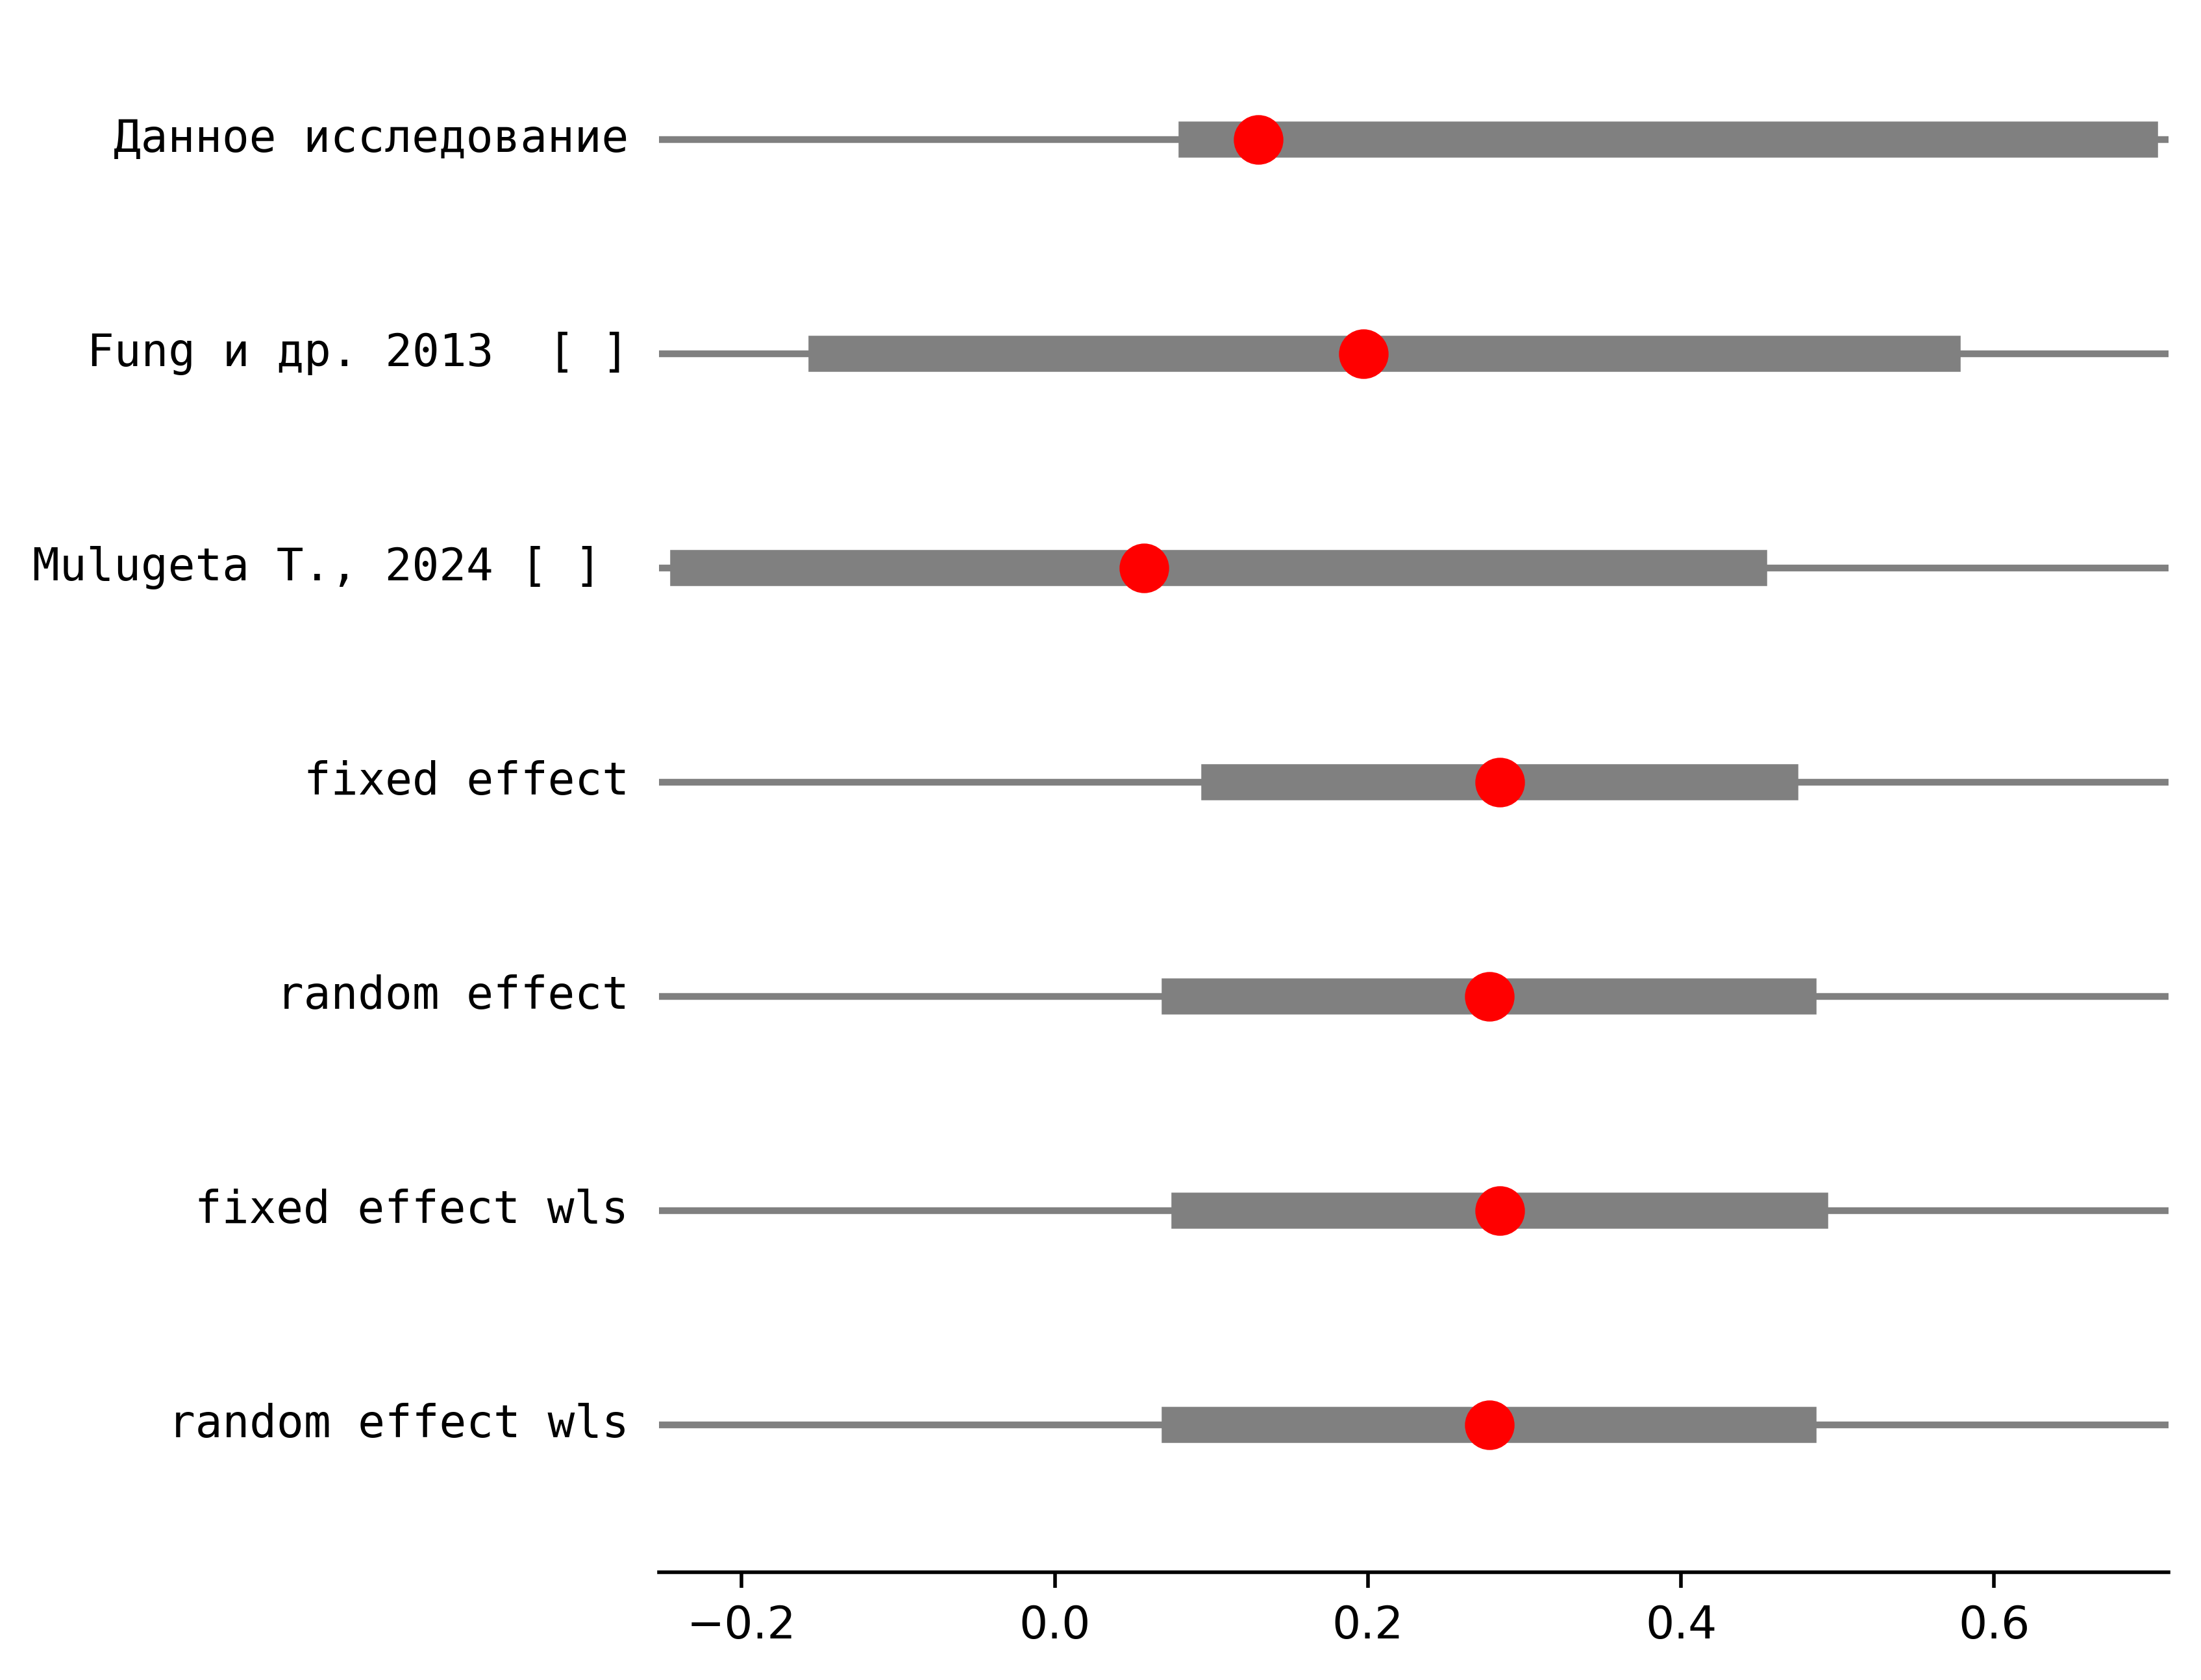 Данное исследование
Fung и др. 2013  [ ]
Mulugeta T., 2024 [ ]
fixed effect
random effect
fixed effect wls
random effect wls
−0.2 0.0 0.2 0.4 0.6